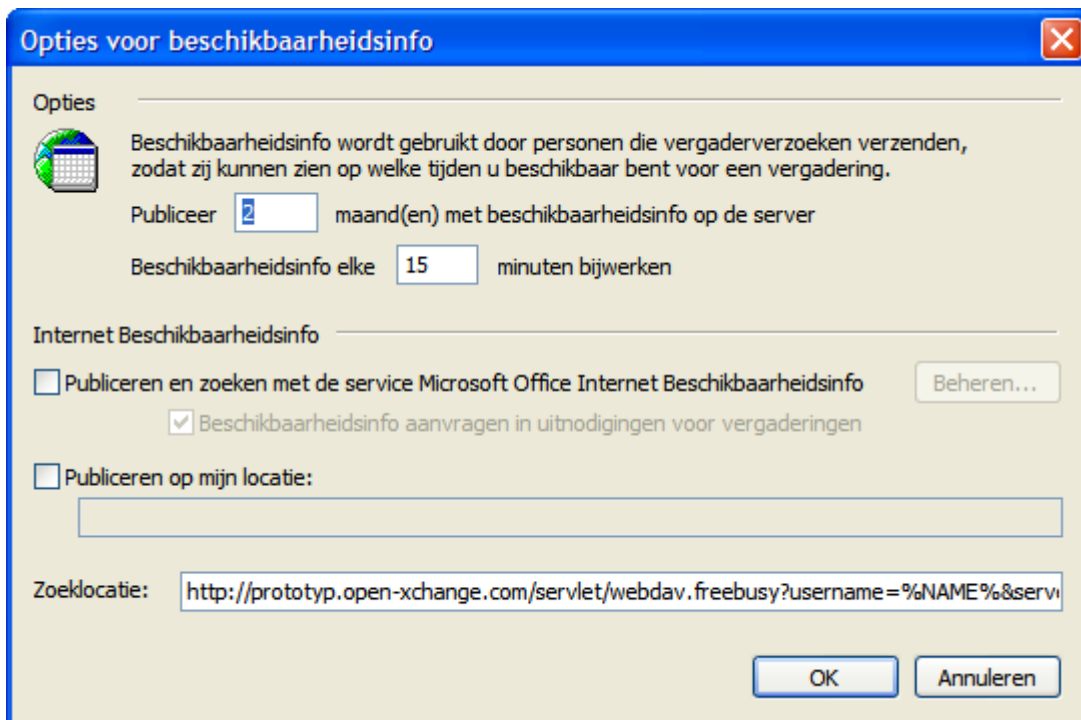 Opties voor beschikbaarheidsinfo
Opties
Beschikbaarheidsinfo wordt gebruikt door personen die vergaderverzoeken verzenden,
zodat zij kunnen zien op welke tijden u beschikbaar bent voor een vergadering.
Publiceer 2 maand(en) met beschikbaarheidsinfo op de server
Beschikbaarheidsinfo elke 15 minuten bijwerken
Internet Beschikbaarheidsinfo
Publiceren en zoeken met de service Microsoft Office Internet Beschikbaarheidsinfo Beheren...
Beschikbaarheidsinfo aanvragen in uitnodigingen voor vergaderingen
Publiceren op mijn locatie:
Zoeklocatie: http://prototyp.open-xchange.com/servlet/webdav.freebusy?username=%NAME%&serv
OK Annuleren